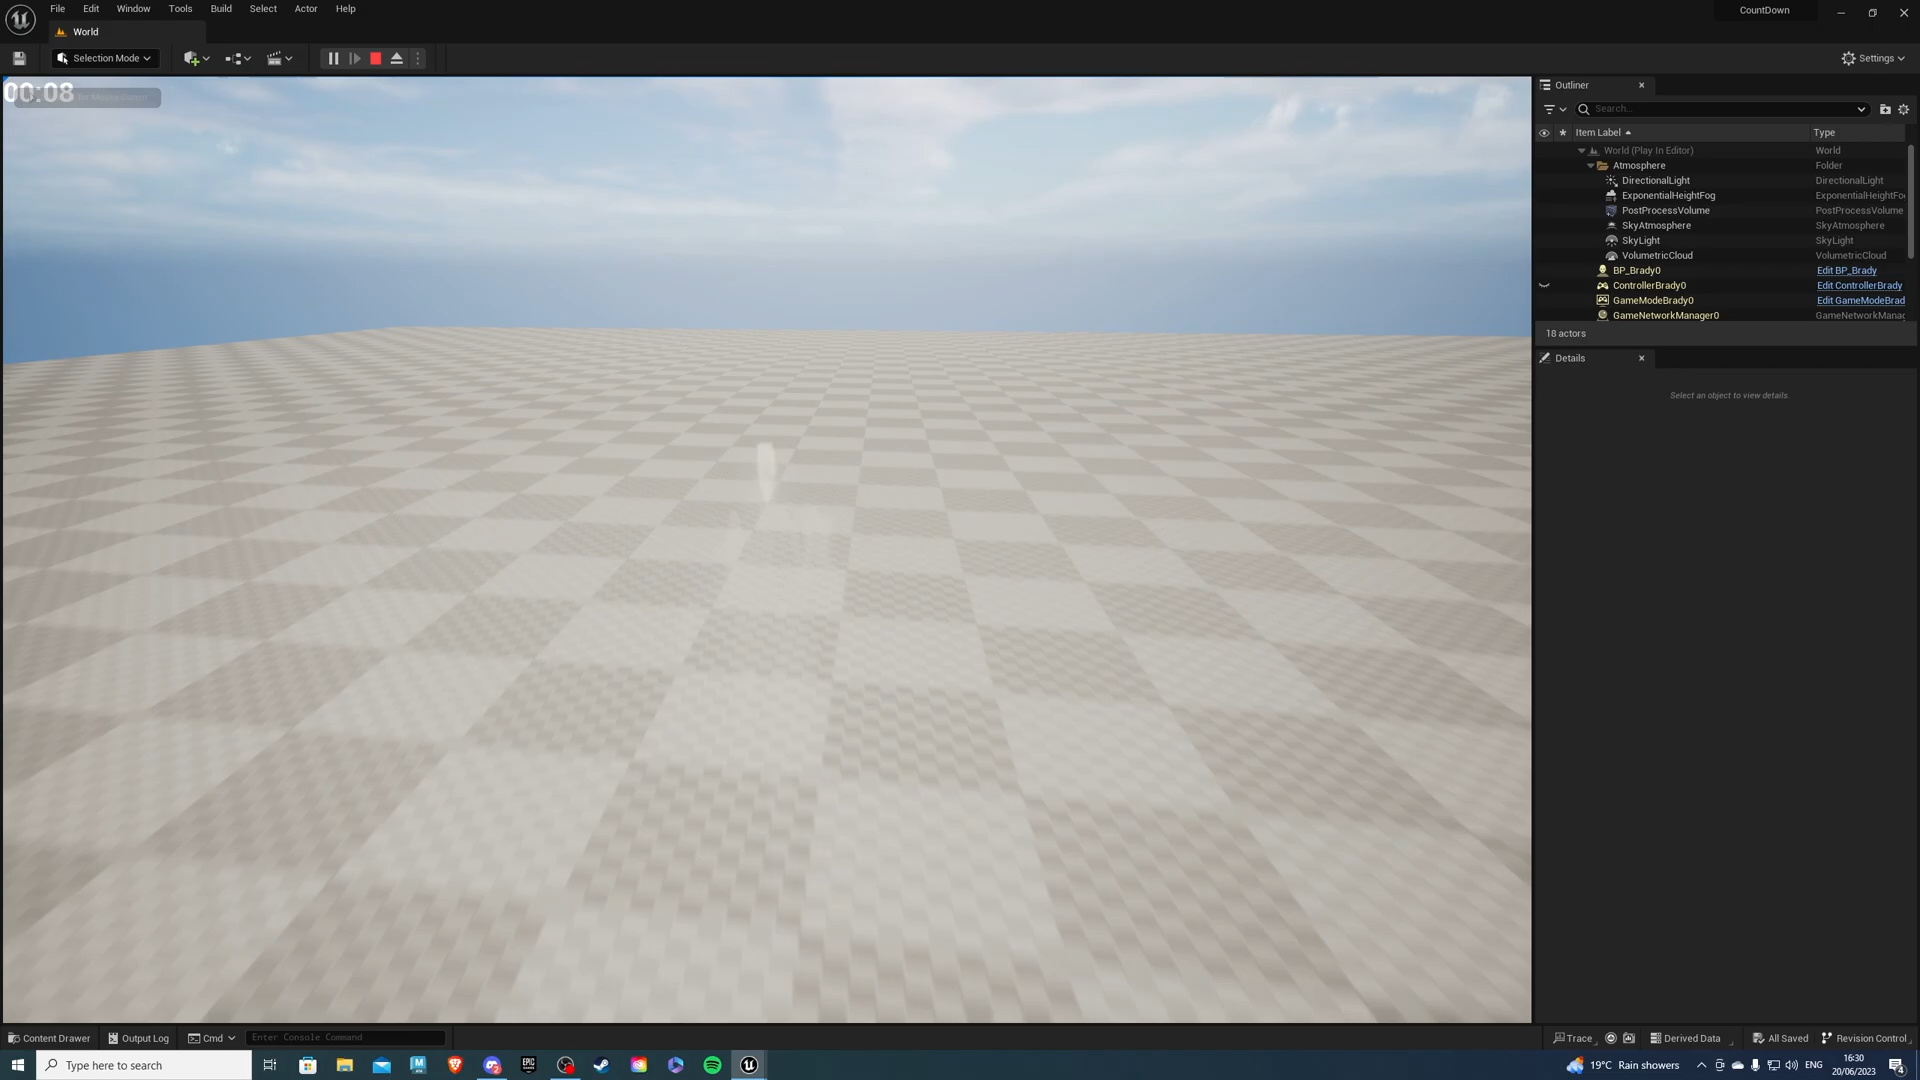 File Edit Window Tools Build Select Actor Help
CountDown
World
Selection Mode
Settings
00:08
Outliner
Search...
Item Label Type
World (Play In Editor) World
Atmosphere Folder
DirectionalLight DirectionalLight
ExponentialHeightFog ExponentialHeightFo
PostProcessVolume PostProcessVolume
SkyAtmosphere SkyAtmosphere
SkyLight SkyLight
VolumetricCloud VolumetricCloud
BP_Brady0 Edit BP_Brady
ControllerBrady0 Edit ControllerBrady
GameModeBrady0 Edit GameModeBrad
GameNetworkManager0 GameNetworkManag
18 actors
Details
Select an object to view details.
Content Drawer Output Log Cmd Enter Console Command
Trace Derived Data All Saved Revision Control
Type here to search
19°C Rain showers ENG
16:30
20/06/2023